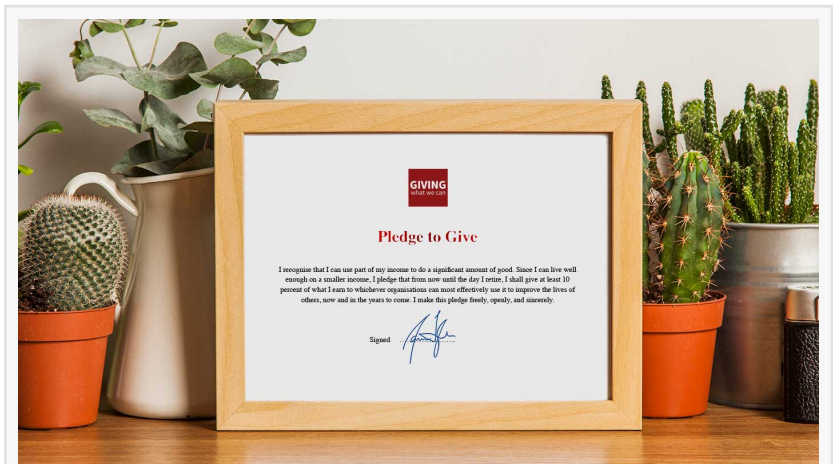 GIVING
what we can
Pledge to Give
I recognise that I can use part of my income to do a significant amount of good. Since I can live well
enough on a smaller income, I pledge that from now until the day I retire, I shall give at least 10
percent of what I earn to whichever organisations can most effectively use it to improve the lives of
others, now and in the years to come. I make this pledge freely, openly, and sincerely.
Signed